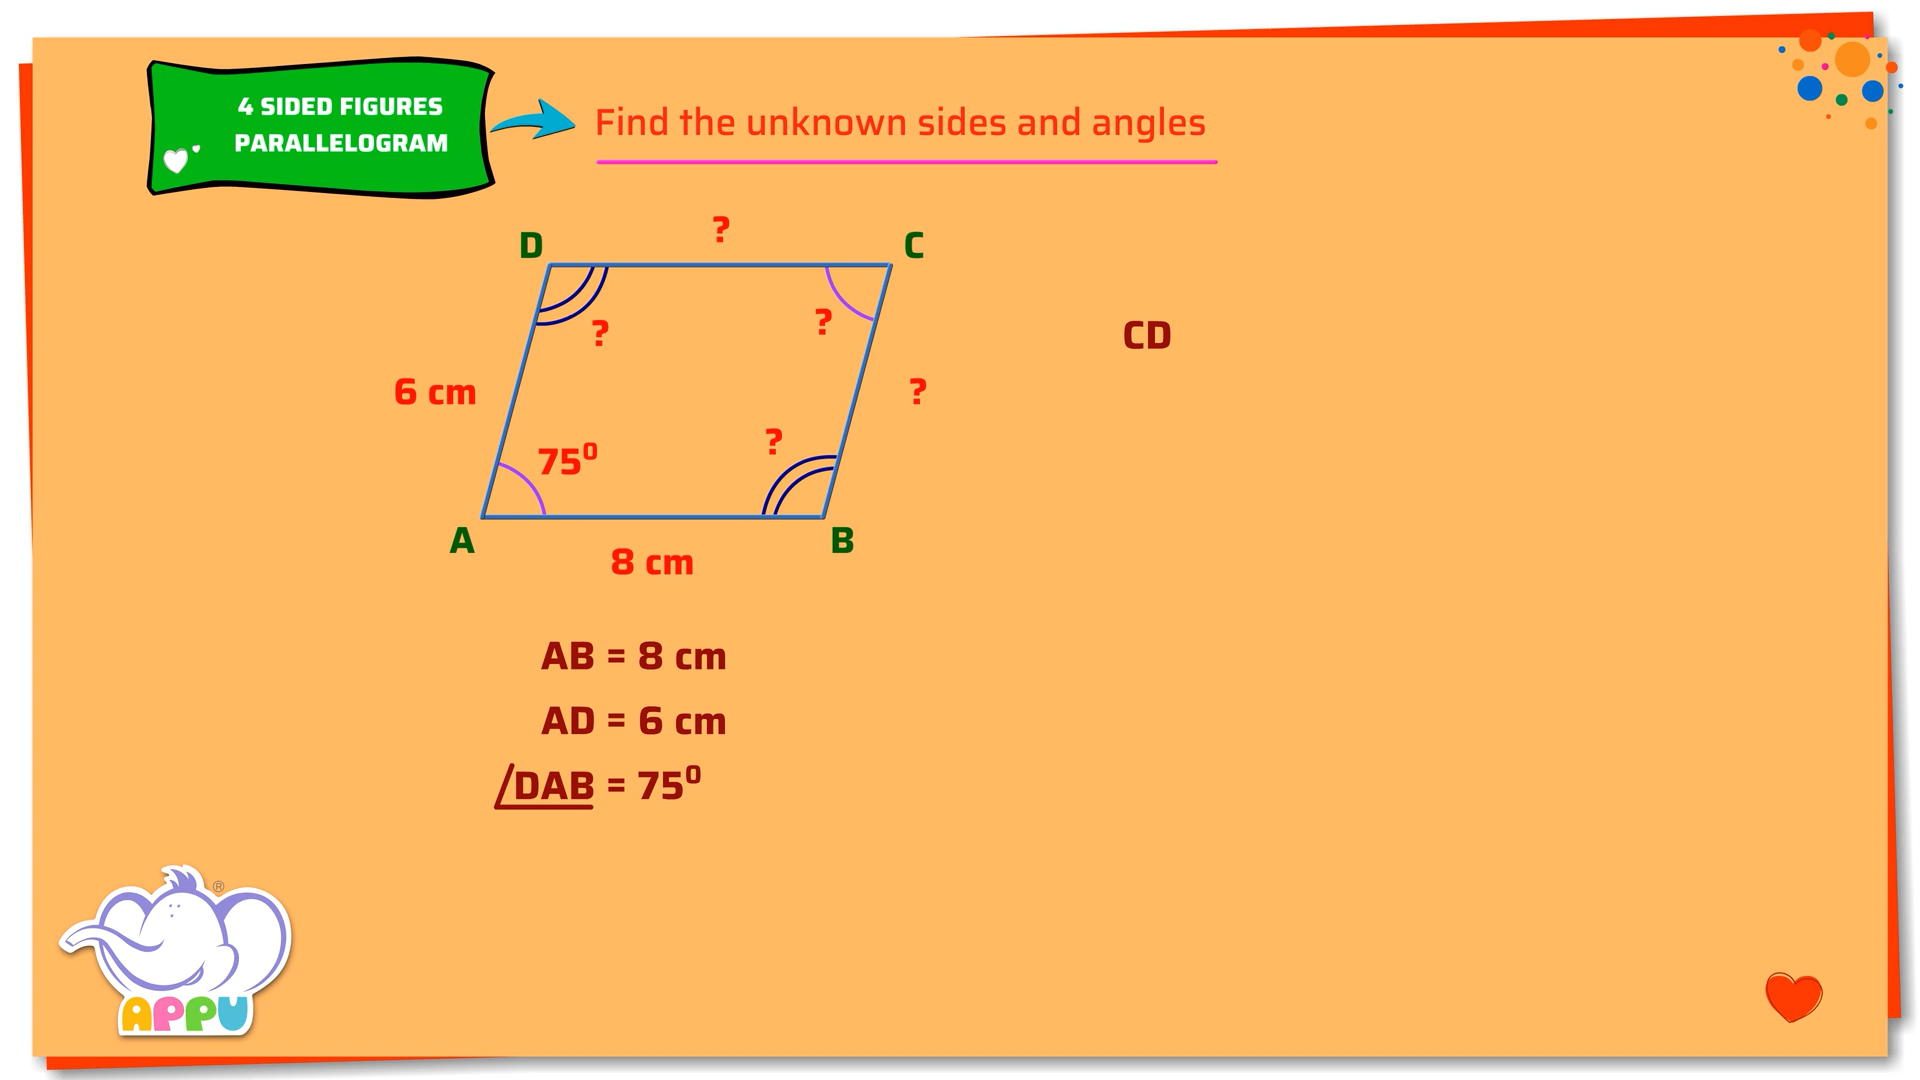 4 SIDED FIGURES
PARALLELOGRAM
Find the unknown sides and angles
?
D
C
?
?
CD
6 cm
?
?
75⁰
A
B
8 cm
AB = 8 cm
AD = 6 cm
∠DAB = 75⁰
®
APPU